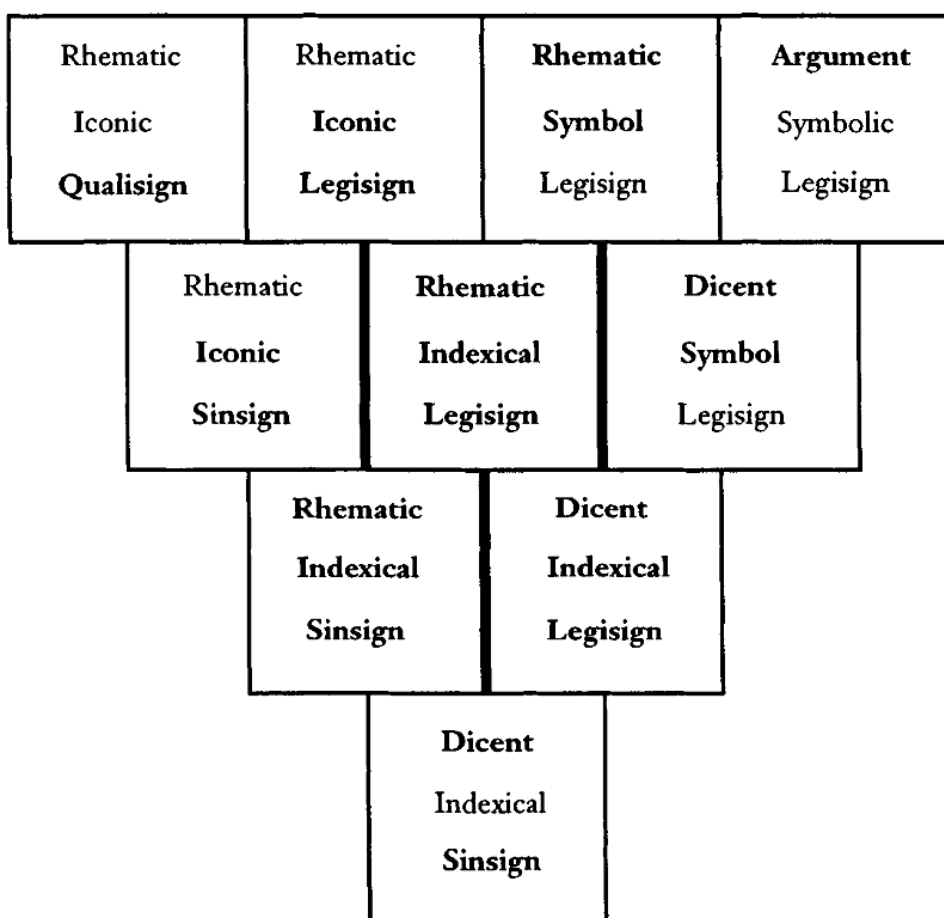 Rhematic
Iconic
Qualisign
Rhematic
Iconic
Legisign
Rhematic
Symbol
Legisign
Argument
Symbolic
Legisign
Rhematic
Iconic
Sinsign
Rhematic
Indexical
Legisign
Dicent
Symbol
Legisign
Rhematic
Indexical
Sinsign
Dicent
Indexical
Legisign
Dicent
Indexical
Sinsign